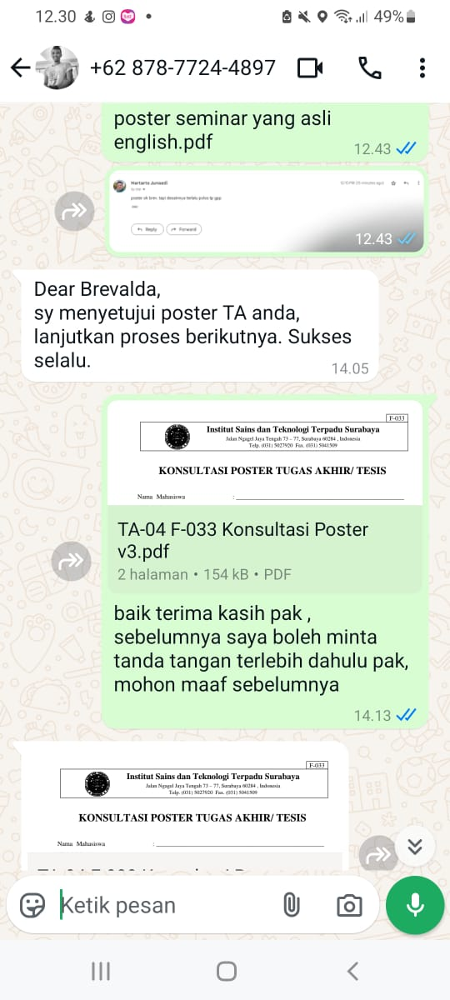 12.30
49%
+62 878-7724-4897
poster seminar yang asli
english.pdf
12.43
Hartarto Junaedi
to me
poster ok brev. tapi desainnya terlalu polos tp gpp
Reply
Forward
12.43
Dear Brevalda,
sy menyetujui poster TA anda,
lanjutkan proses berikutnya. Sukses
selalu.
14.05
F-033
Institut Sains dan Teknologi Terpadu Surabaya
Jalan Ngagel Jaya Tengah 73 – 77, Surabaya 60284 , Indonesia
Telp. (031) 5027920 Fax. (031) 5041509
KONSULTASI POSTER TUGAS AKHIR/ TESIS
Nama Mahasiswa :
TA-04 F-033 Konsultasi Poster
v3.pdf
2 halaman • 154 kB • PDF
baik terima kasih pak ,
sebelumnya saya boleh minta
tanda tangan terlebih dahulu pak,
mohon maaf sebelumnya
14.13
F-033
Institut Sains dan Teknologi Terpadu Surabaya
Jalan Ngagel Jaya Tengah 73 – 77, Surabaya 60284 , Indonesia
Telp. (031) 5027920 Fax. (031) 5041509
KONSULTASI POSTER TUGAS AKHIR/ TESIS
Nama Mahasiswa :
Ketik pesan